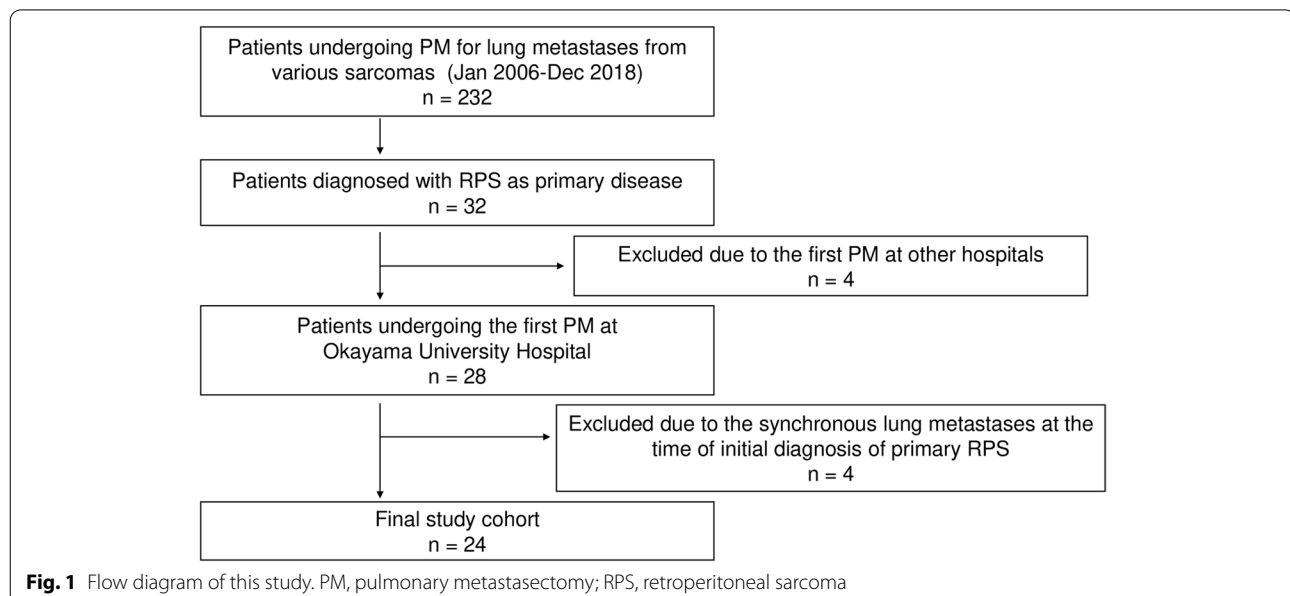 Patients undergoing PM for lung metastases from
various sarcomas (Jan 2006-Dec 2018)
n = 232
Patients diagnosed with RPS as primary disease
n = 32
Excluded due to the first PM at other hospitals
n = 4
Patients undergoing the first PM at
Okayama University Hospital
n = 28
Excluded due to the synchronous lung metastases at the
time of initial diagnosis of primary RPS
n = 4
Final study cohort
n = 24
Fig. 1 Flow diagram of this study. PM, pulmonary metastasectomy; RPS, retroperitoneal sarcoma